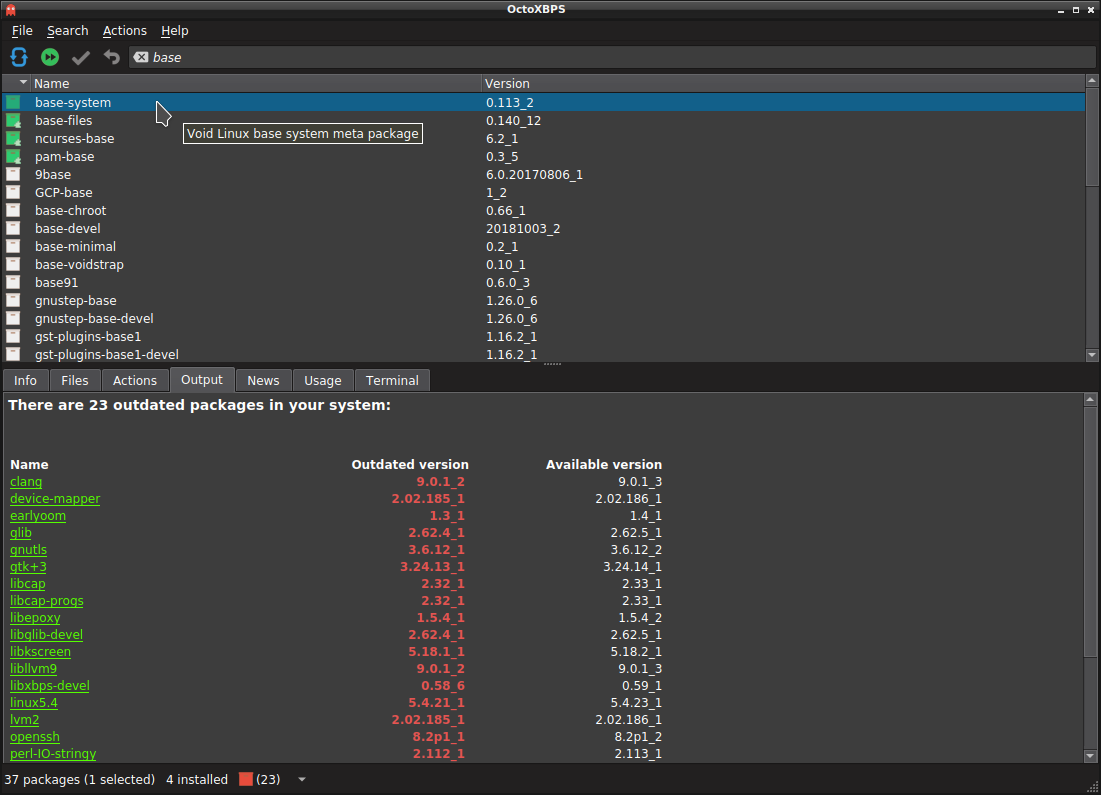 OctoXBPS
File Search Actions Help
base
Name Version
base-system 0.113_2
base-files 0.140_12
Void Linux base system meta package
ncurses-base 6.2_1
pam-base 0.3_5
9base 6.0.20170806_1
GCP-base 1_2
base-chroot 0.66_1
base-devel 20181003_2
base-minimal 0.2_1
base-voidstrap 0.10_1
base91 0.6.0_3
gnustep-base 1.26.0_6
gnustep-base-devel 1.26.0_6
gst-plugins-base1 1.16.2_1
gst-plugins-base1-devel 1.16.2_1
Info Files Actions Output News Usage Terminal
There are 23 outdated packages in your system:
Name Outdated version Available version
clang 9.0.1_2 9.0.1_3
device-mapper 2.02.185_1 2.02.186_1
earlyoom 1.3_1 1.4_1
glib 2.62.4_1 2.62.5_1
gnutls 3.6.12_1 3.6.12_2
gtk+3 3.24.13_1 3.24.14_1
libcap 2.32_1 2.33_1
libcap-progs 2.32_1 2.33_1
libepoxy 1.5.4_1 1.5.4_2
libglib-devel 2.62.4_1 2.62.5_1
libkscreen 5.18.1_1 5.18.2_1
libllvm9 9.0.1_2 9.0.1_3
libxbps-devel 0.58_6 0.59_1
linux5.4 5.4.21_1 5.4.23_1
lvm2 2.02.185_1 2.02.186_1
openssh 8.2p1_1 8.2p1_2
perl-IO-stringy 2.112_1 2.113_1
37 packages (1 selected) 4 installed (23)